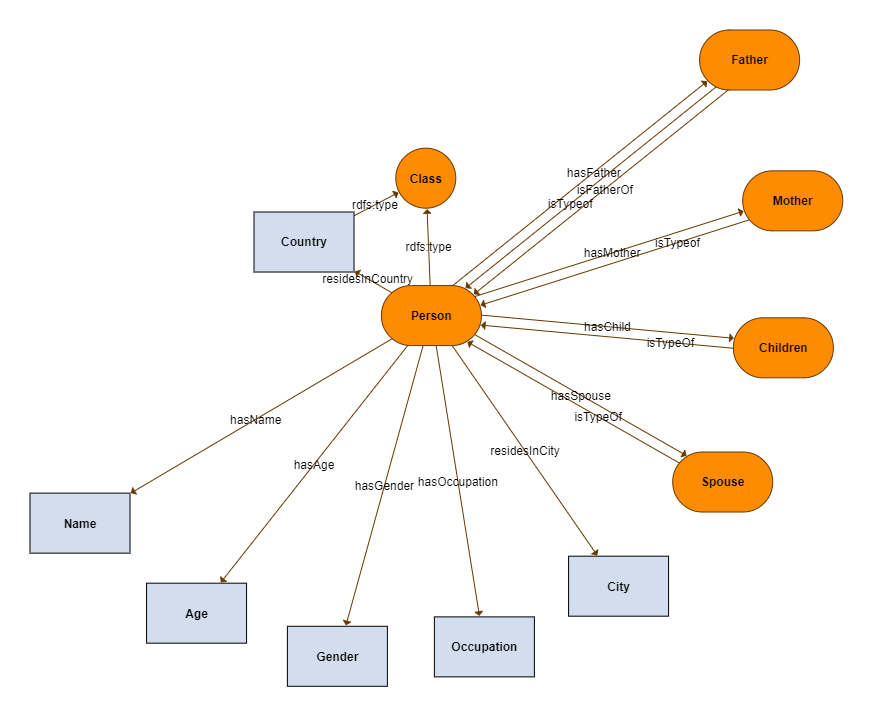 Father
hasFather
Class
isFatherOf
rdfs:type
isTypeof
Mother
Country
rdfs:type
isTypeof
hasMother
residesInCountry
Person
hasChild
isTypeOf
Children
hasSpouse
isTypeOf
hasName
residesInCity
hasAge
hasGender
hasOccupation
Spouse
Name
City
Age
Occupation
Gender